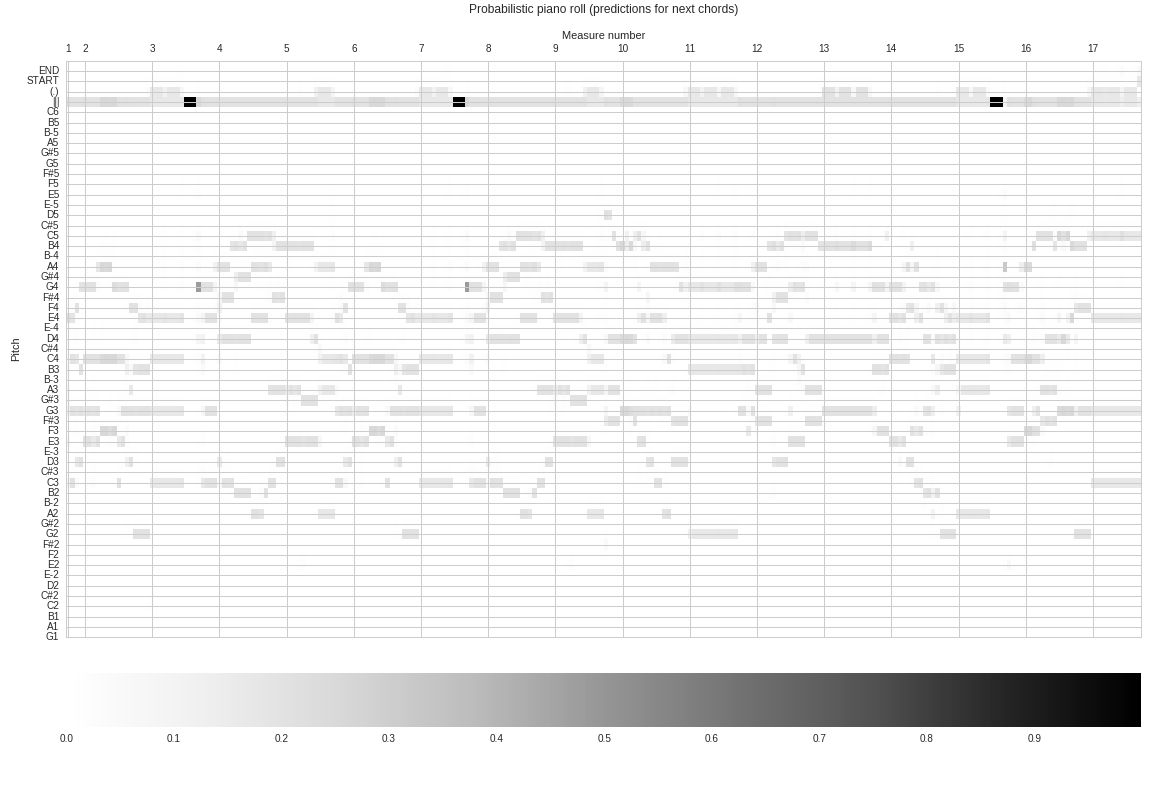 Probabilistic piano roll (predictions for next chords)
Measure number
1 2 3 4 5 6 7 8 9 10 11 12 13 14 15 16 17
END
START
(.)
|||
C6
B5
B-5
A5
G#5
G5
F#5
F5
E5
E-5
D5
C#5
C5
B4
B-4
A4
G#4
G4
F#4
F4
E4
E-4
D4
C#4
C4
B3
B-3
A3
G#3
G3
F#3
F3
E3
E-3
D3
C#3
C3
B2
B-2
A2
G#2
G2
F#2
F2
E2
E-2
D2
C#2
C2
B1
A1
G1
Pitch
0.0 0.1 0.2 0.3 0.4 0.5 0.6 0.7 0.8 0.9